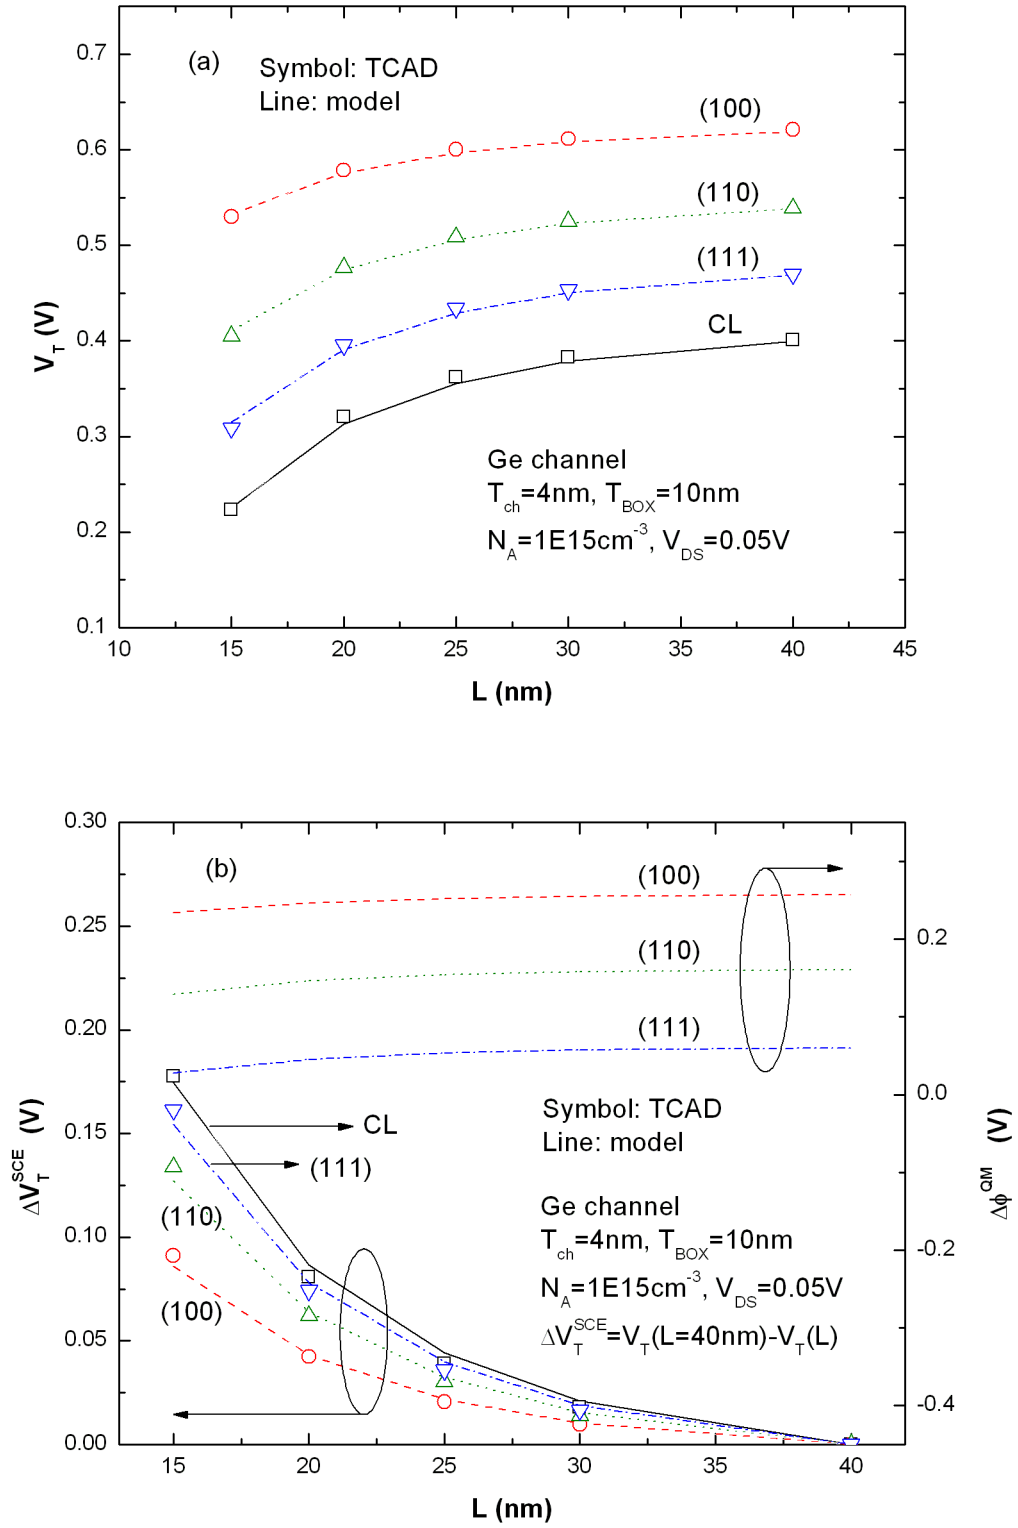 (a)
Symbol: TCAD
Line: model
(100)
(110)
(111)
CL
Ge channel
T_ch=4nm, T_BOX=10nm
N_A=1E15cm^-3, V_DS=0.05V
0.7
0.6
0.5
0.4
0.3
0.2
0.1
V_T (V)
10 15 20 25 30 35 40 45
L (nm)
(b)
(100)
(110)
(111)
CL
(111)
(110)
(100)
Symbol: TCAD
Line: model
Ge channel
T_ch=4nm, T_BOX=10nm
N_A=1E15cm^-3, V_DS=0.05V
ΔV_T^SCE=V_T(L=40nm)-V_T(L)
0.30
0.25
0.20
0.15
0.10
0.05
0.00
ΔV_T^SCE (V)
0.2
0.0
-0.2
-0.4
Δϕ^QM (V)
15 20 25 30 35 40
L (nm)